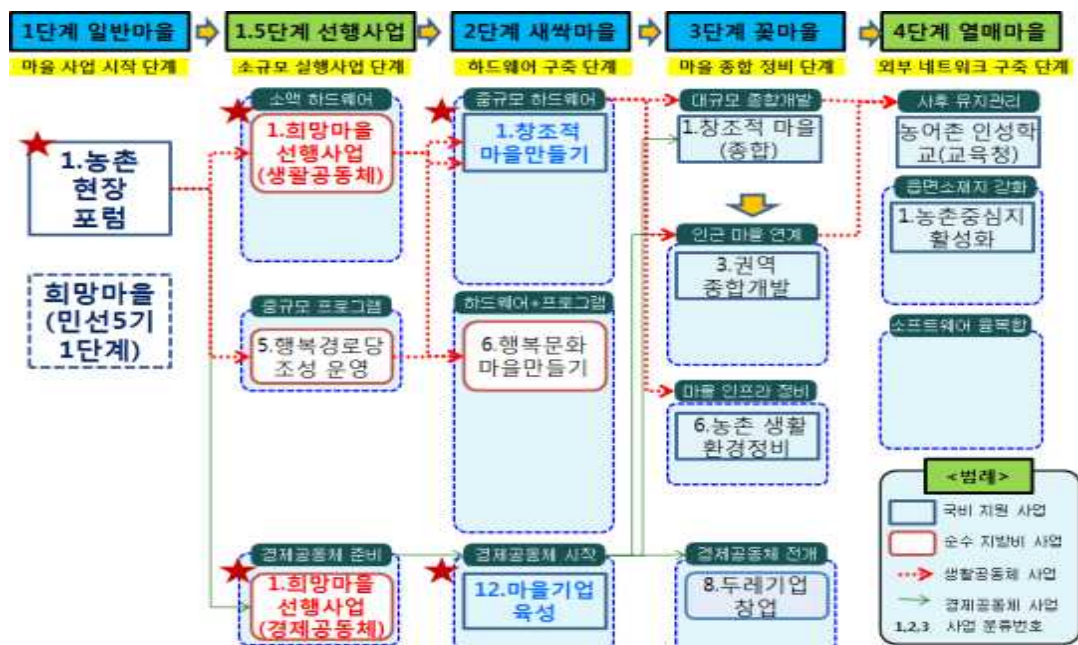 1단계 일반마을
1.5단계 선행사업
2단계 새싹마을
3단계 꽃마을
4단계 열매마을
마을 사업 시작 단계
소규모 실행사업 단계
하드웨어 구축 단계
마을 종합 정비 단계
외부 네트워크 구축 단계
1.농촌
현장
포럼
희망마을
(민선5기
1단계)
소액 하드웨어
1.희망마을
선행사업
(생활공동체)
중규모 프로그램
5.행복경로당
조성 운영
경제공동체 준비
1.희망마을
선행사업
(경제공동체)
중규모 하드웨어
1.창조적
마을만들기
하드웨어+프로그램
6.행복문화
마을만들기
경제공동체 시작
12.마을기업
육성
대규모 종합개발
1.창조적 마을
(종합)
인근 마을 연계
3.권역
종합개발
마을 인프라 정비
6.농촌 생활
환경정비
경제공동체 전개
8.두레기업
창업
사후 유지관리
농어촌 인성학
교(교육청)
읍면소재지 강화
1.농촌중심지
활성화
소프트웨어 융복합
<범례>
국비 지원 사업
순수 지방비 사업
생활공동체 사업
경제공동체 사업
1,2,3 사업 분류번호